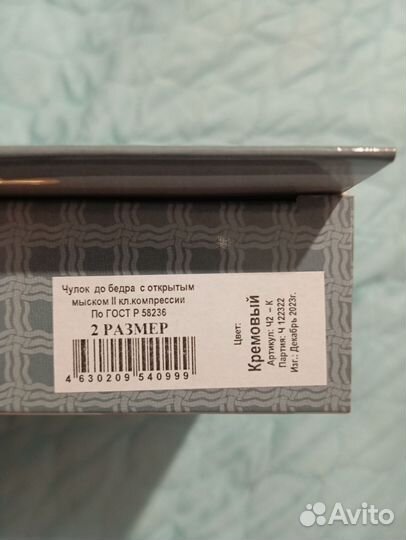 Чулок до бедра с открытым
мыском II кл.компрессии
По ГОСТ Р 58236
2 РАЗМЕР
4 630209 540999
Цвет:
Кремовый
Артикул: Ч2 – К
Партия: Ч 122322
Изг.: Декабрь 2023г.
Avito